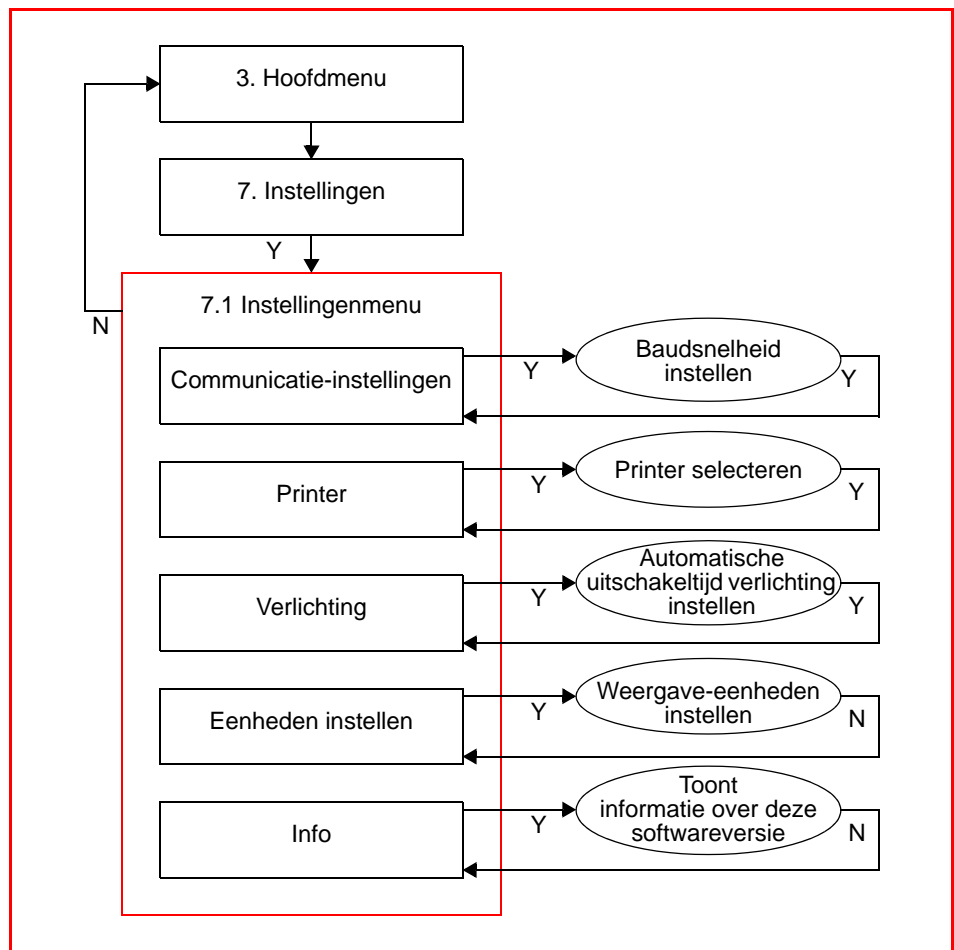 3. Hoofdmenu
7. Instellingen
Y
7.1 Instellingenmenu
N
Communicatie-instellingen
Y
Baudsnelheid
instellen
Y
Printer
Y
Printer selecteren
Y
Verlichting
Y
Automatische
uitschakeltijd verlichting
instellen
Y
Eenheden instellen
Y
Weergave-eenheden
instellen
N
Info
Y
Toont
informatie over deze
softwareversie
N